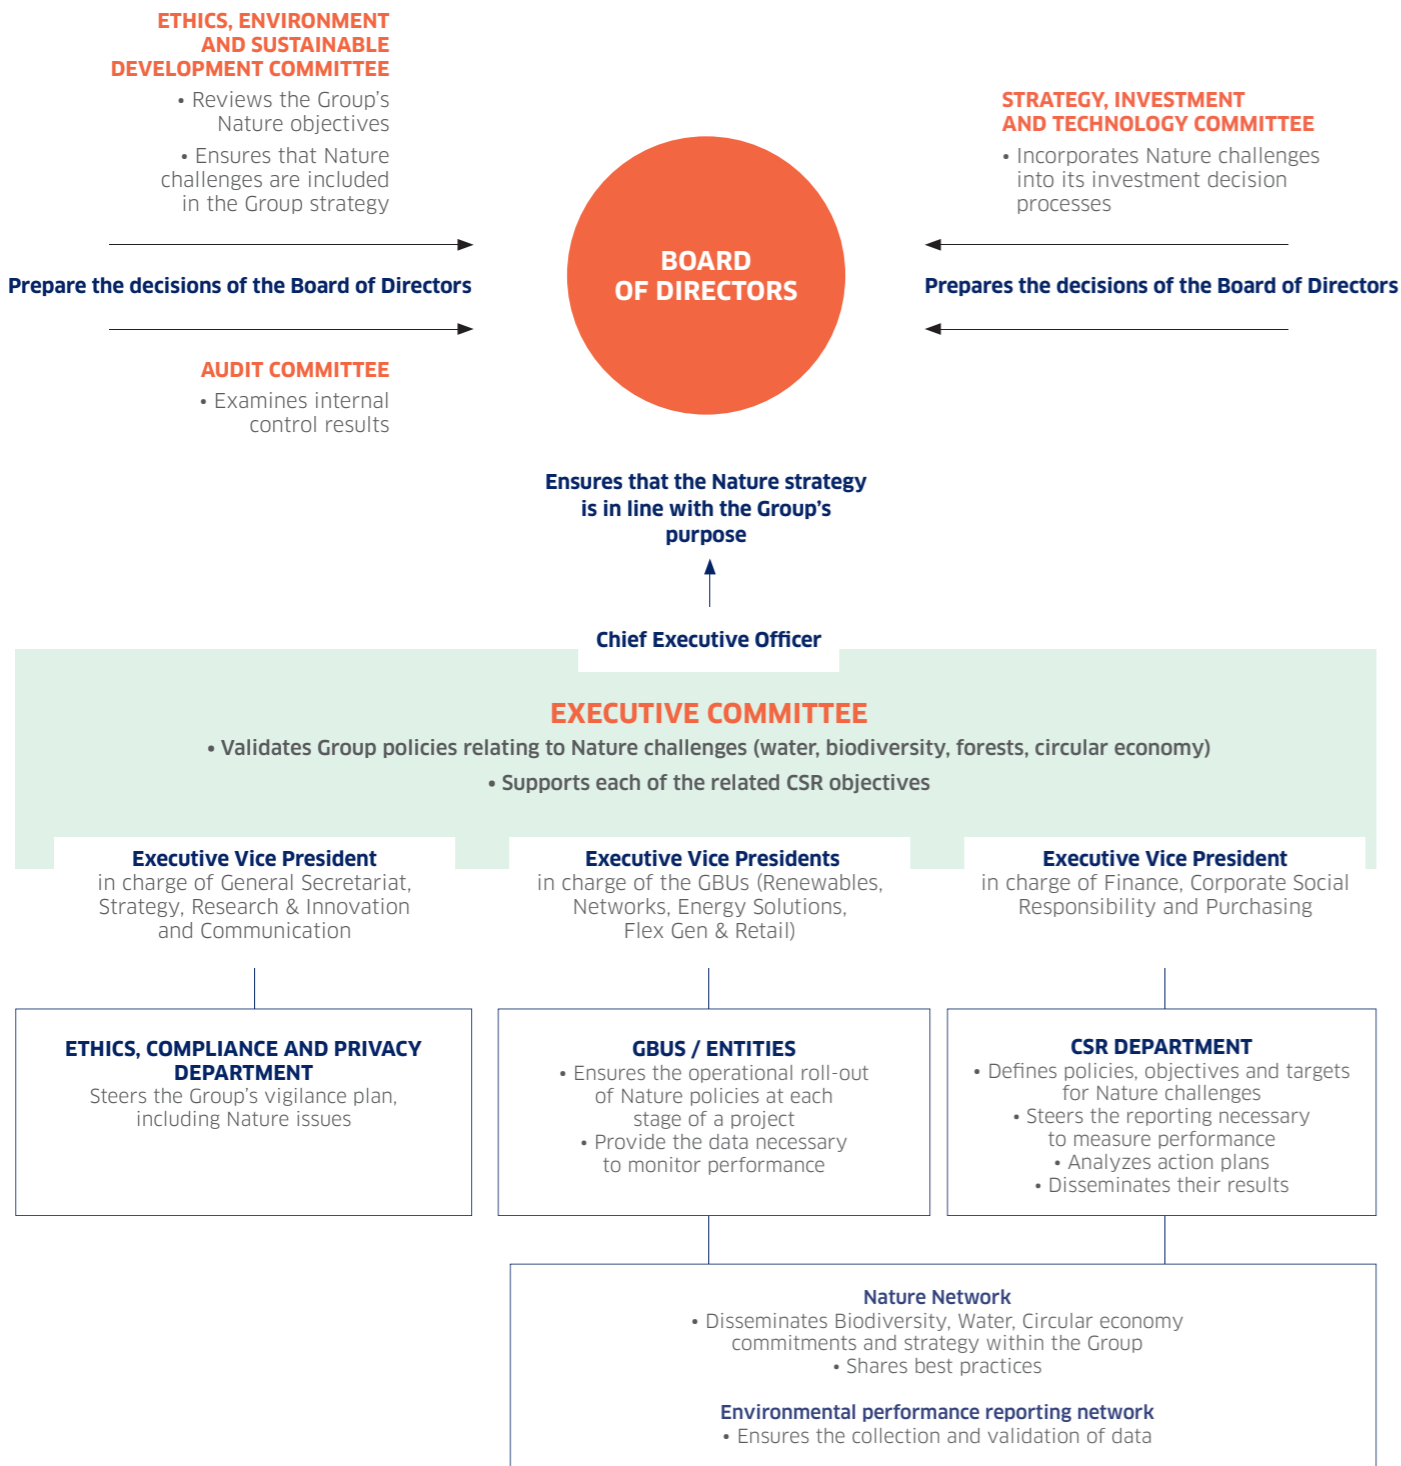 ETHICS, ENVIRONMENT
AND SUSTAINABLE
DEVELOPMENT COMMITTEE
• Reviews the Group's
Nature objectives
• Ensures that Nature
challenges are included
in the Group strategy
Prepare the decisions of the Board of Directors
AUDIT COMMITTEE
• Examines internal
control results
BOARD
OF DIRECTORS
STRATEGY, INVESTMENT
AND TECHNOLOGY COMMITTEE
• Incorporates Nature challenges
into its investment decision
processes
Prepares the decisions of the Board of Directors
Ensures that the Nature strategy
is in line with the Group's
purpose
Chief Executive Officer
EXECUTIVE COMMITTEE
• Validates Group policies relating to Nature challenges (water, biodiversity, forests, circular economy)
• Supports each of the related CSR objectives
Executive Vice President
in charge of General Secretariat,
Strategy, Research & Innovation
and Communication
Executive Vice Presidents
in charge of the GBUs (Renewables,
Networks, Energy Solutions,
Flex Gen & Retail)
Executive Vice President
in charge of Finance, Corporate Social
Responsibility and Purchasing
ETHICS, COMPLIANCE AND PRIVACY
DEPARTMENT
Steers the Group's vigilance plan,
including Nature issues
GBUS / ENTITIES
• Ensures the operational roll-out
of Nature policies at each
stage of a project
• Provide the data necessary
to monitor performance
CSR DEPARTMENT
• Defines policies, objectives and targets
for Nature challenges
• Steers the reporting necessary
to measure performance
• Analyzes action plans
• Disseminates their results
Nature Network
• Disseminates Biodiversity, Water, Circular economy
commitments and strategy within the Group
• Shares best practices
Environmental performance reporting network
• Ensures the collection and validation of data